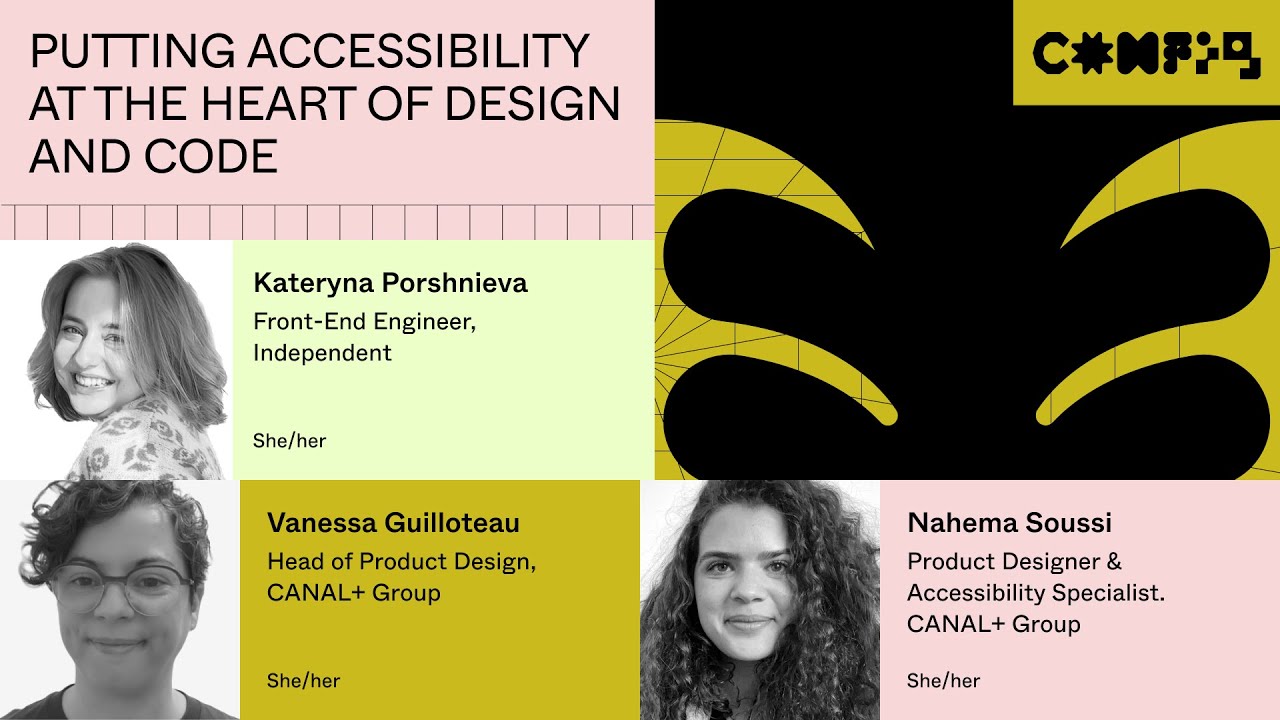 PUTTING ACCESSIBILITY
AT THE HEART OF DESIGN
AND CODE
CONFIG
Kateryna Porshnieva
Front-End Engineer,
Independent
She/her
Vanessa Guilloteau
Head of Product Design,
CANAL+ Group
She/her
Nahema Soussi
Product Designer &
Accessibility Specialist.
CANAL+ Group
She/her